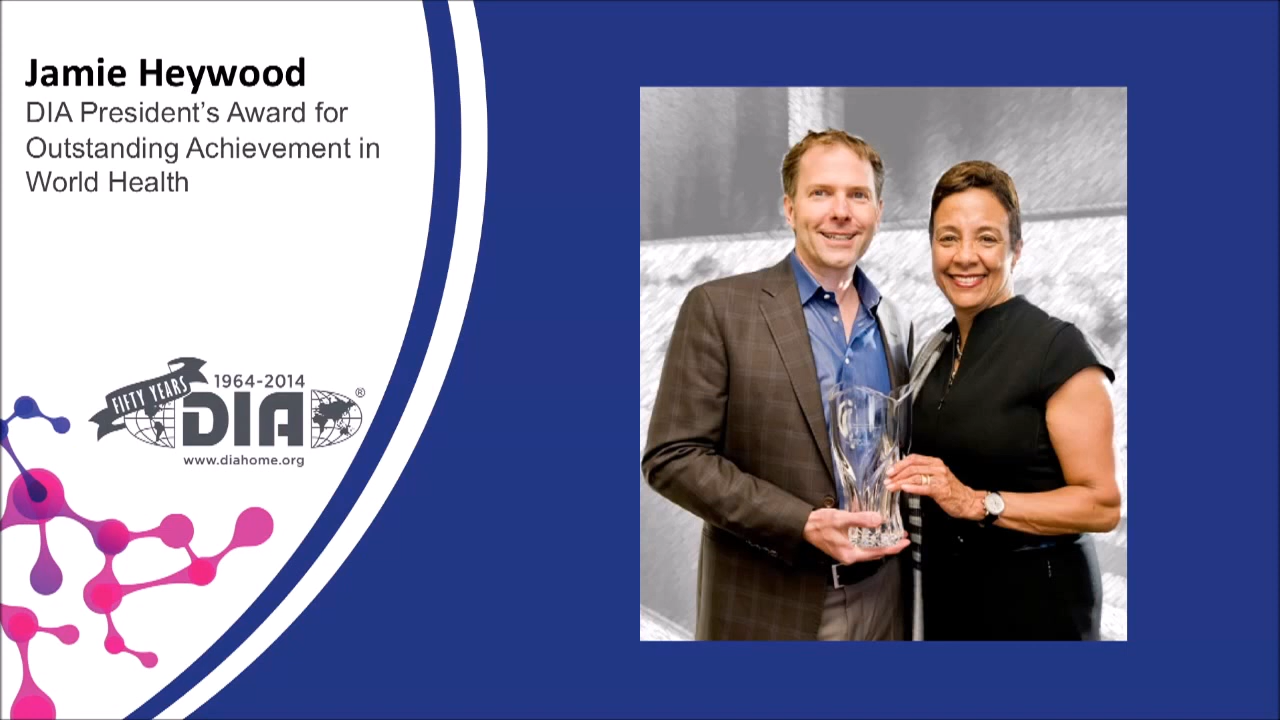 Jamie Heywood
DIA President's Award for
Outstanding Achievement in
World Health
FIFTY YEARS
1964-2014
DIA
®
www.diahome.org